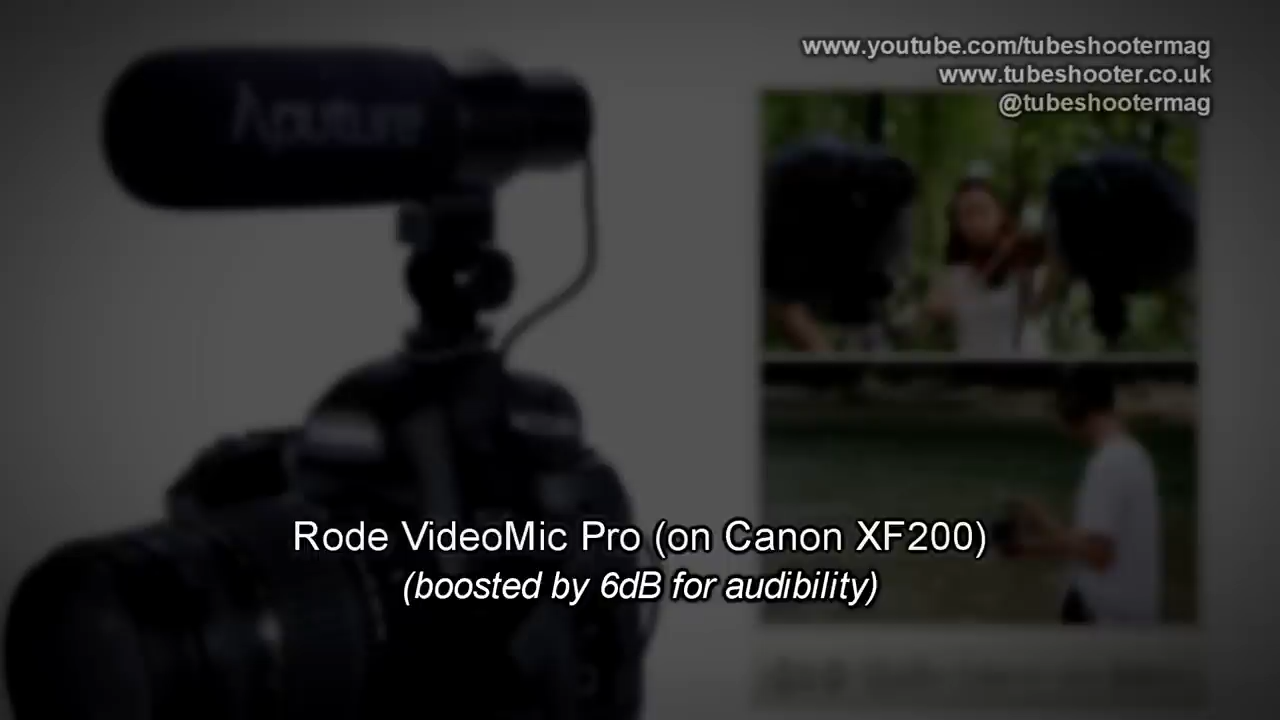 www.youtube.com/tubeshootermag
www.tubeshooter.co.uk
@tubeshootermag
Aputure
Rode VideoMic Pro (on Canon XF200)
(boosted by 6dB for audibility)